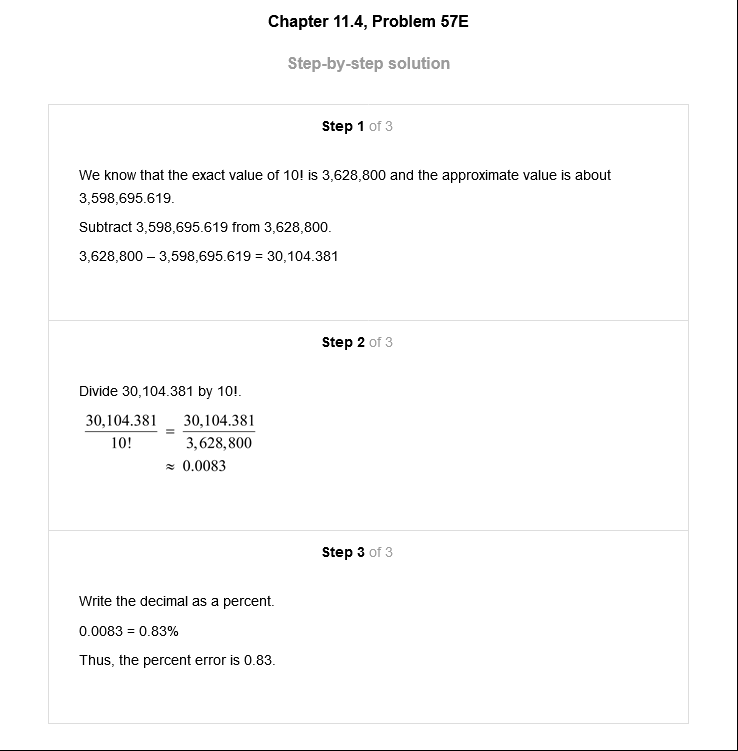 Chapter 11.4, Problem 57E
Step-by-step solution
Step 1 of 3
We know that the exact value of 10! is 3,628,800 and the approximate value is about
3,598,695.619.
Subtract 3,598,695.619 from 3,628,800.
3,628,800 – 3,598,695.619 = 30,104.381
Step 2 of 3
Divide 30,104.381 by 10!.
30,104.381 / 10! = 30,104.381 / 3,628,800
≈ 0.0083
Step 3 of 3
Write the decimal as a percent.
0.0083 = 0.83%
Thus, the percent error is 0.83.